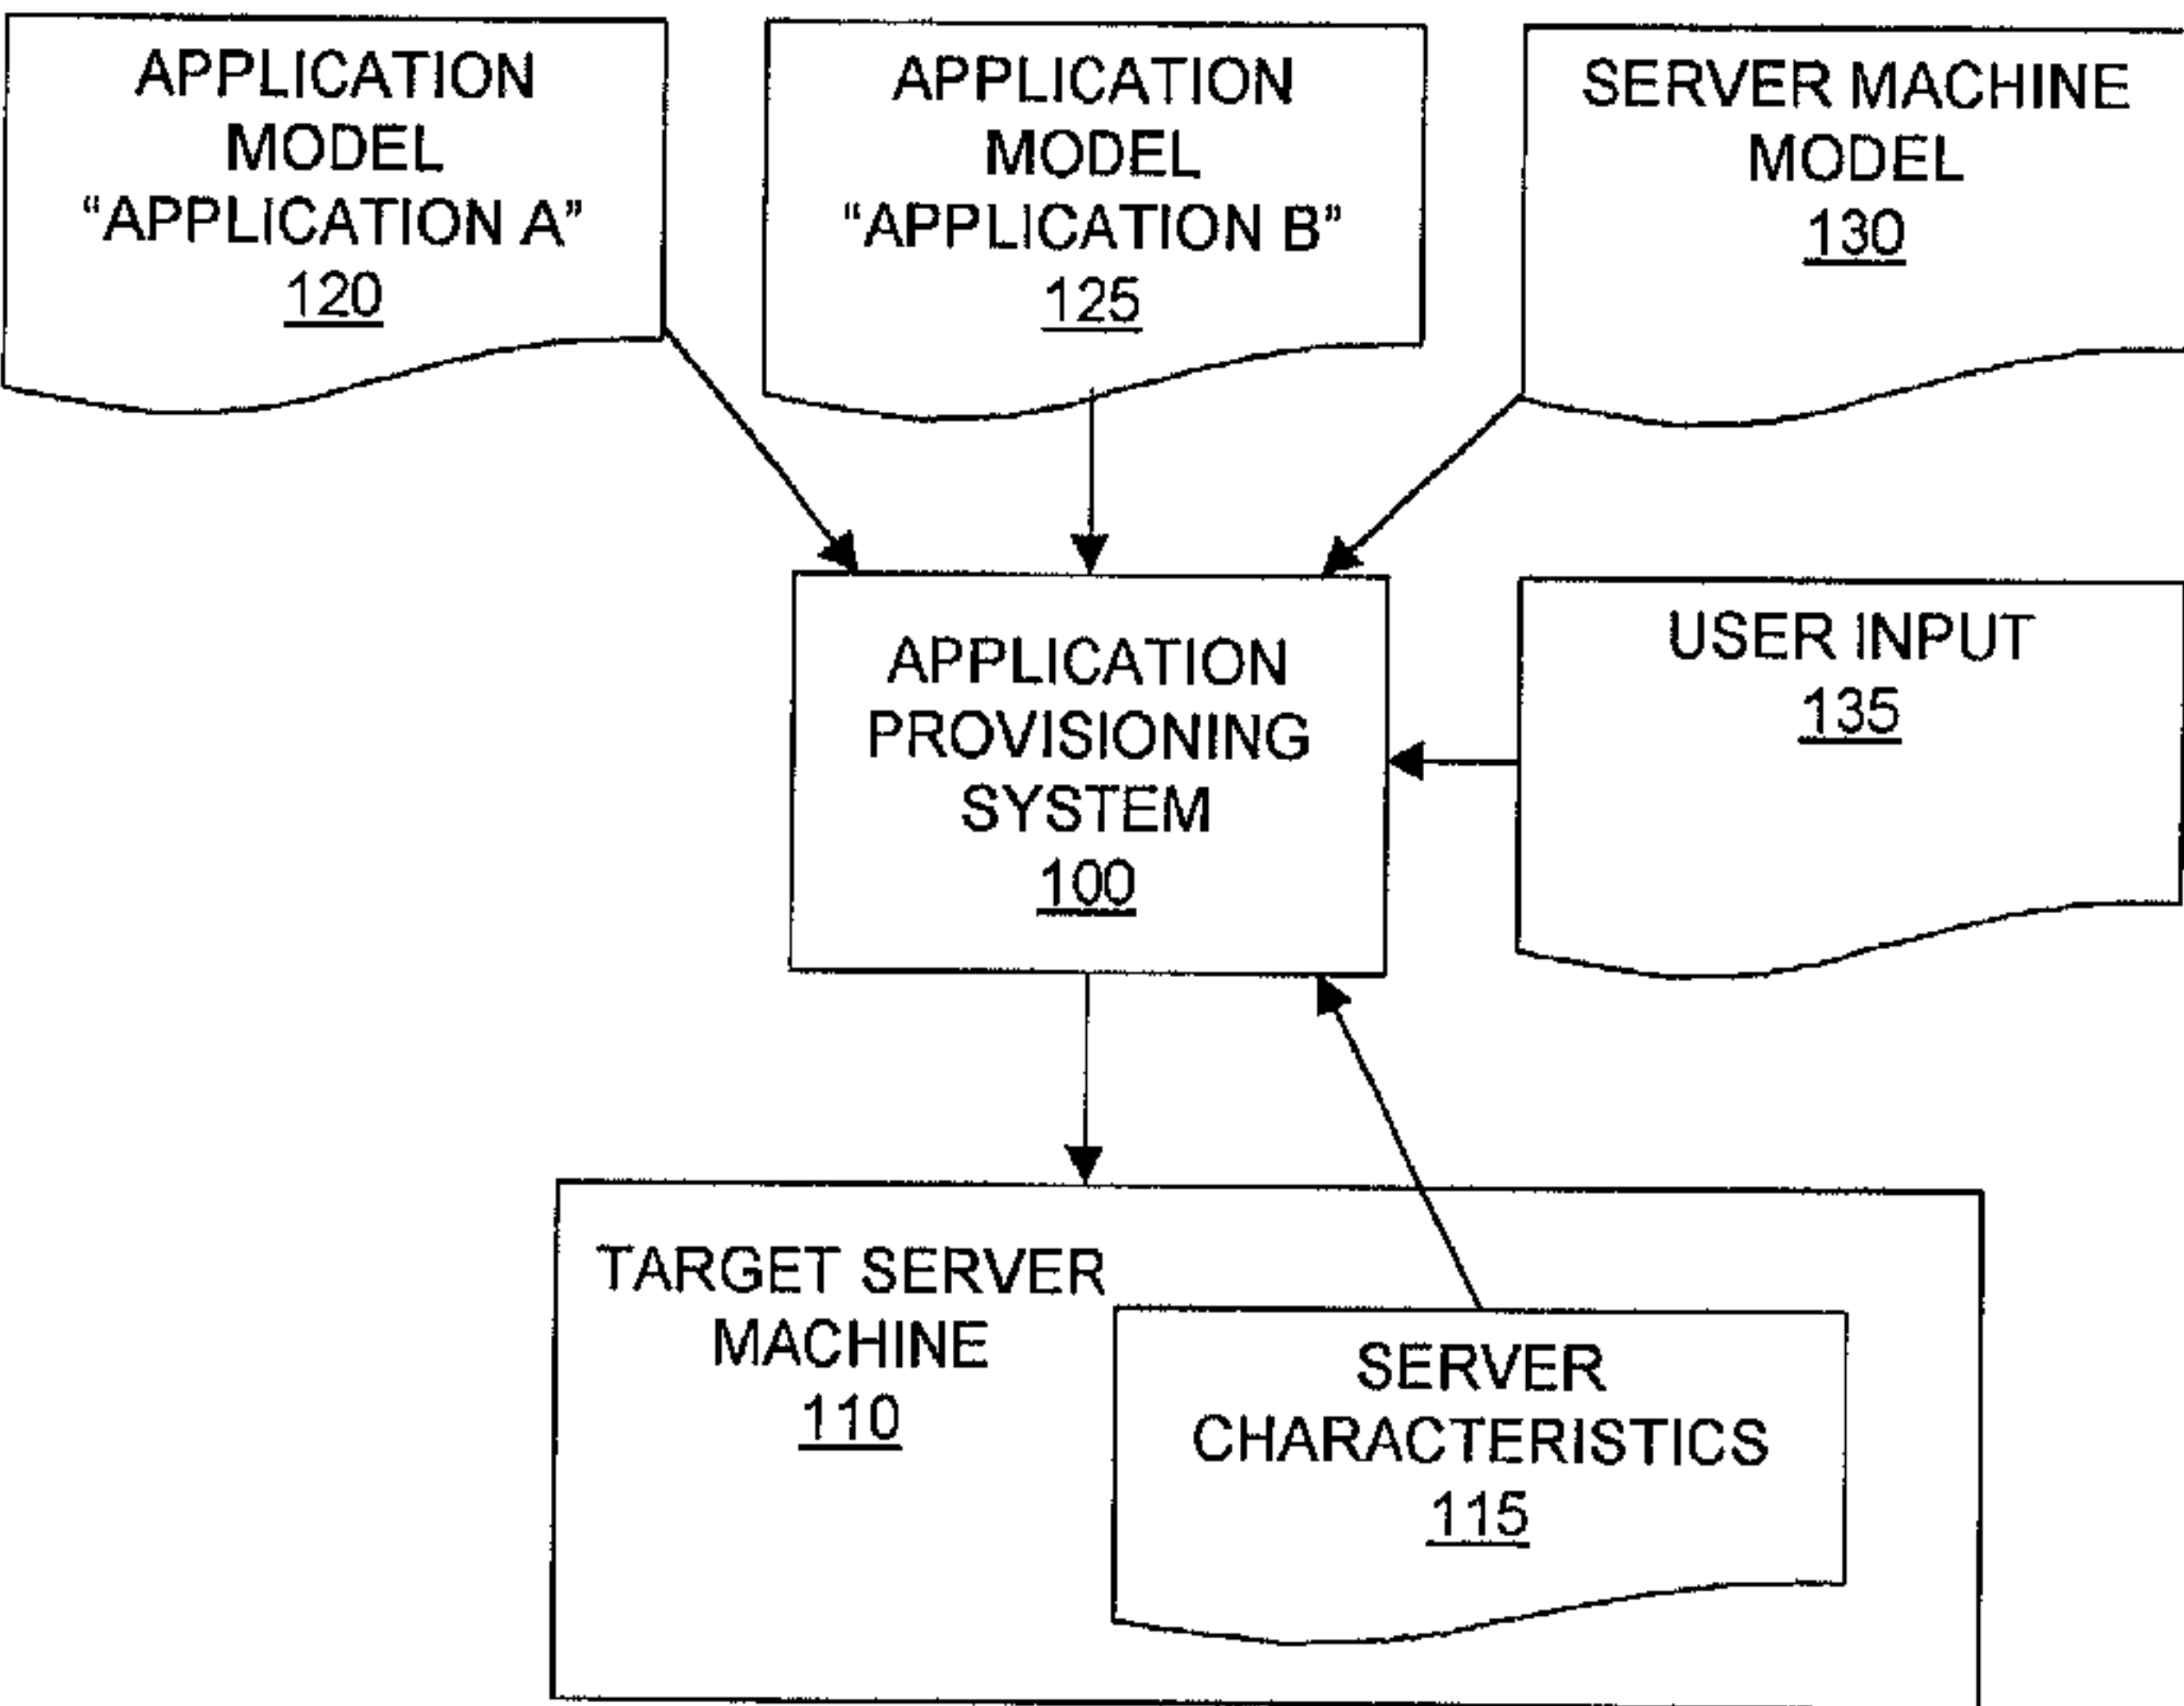 APPLICATION
MODEL
“APPLICATION A”
120
APPLICATION
MODEL
“APPLICATION B”
125
SERVER MACHINE
MODEL
130
APPLICATION
PROVISIONING
SYSTEM
100
USER INPUT
135
TARGET SERVER
MACHINE
110
SERVER
CHARACTERISTICS
115